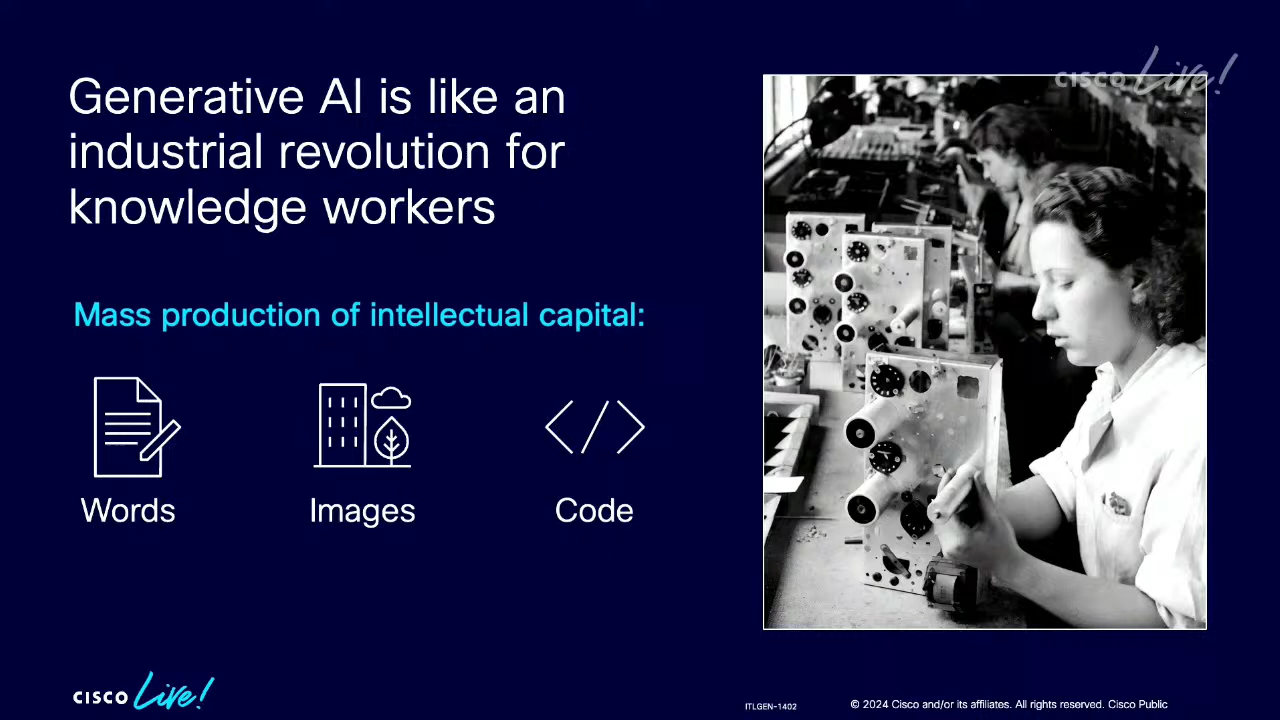 Generative AI is like an
industrial revolution for
knowledge workers
CISCO Live!
Mass production of intellectual capital:
Words
Images
Code
CISCO Live!
ITLGEN-1402
© 2024 Cisco and/or its affiliates. All rights reserved. Cisco Public